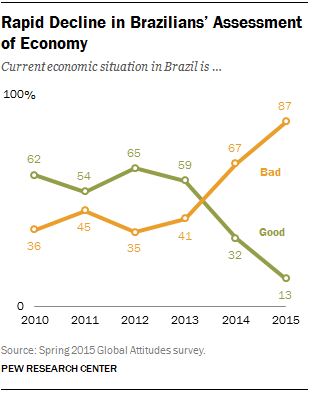 Rapid Decline in Brazilians’ Assessment
of Economy
Current economic situation in Brazil is ...
100%
87
67
62
65
59
54
Bad
Good
45
41
36
35
32
13
0
2010 2011 2012 2013 2014 2015
Source: Spring 2015 Global Attitudes survey.
PEW RESEARCH CENTER